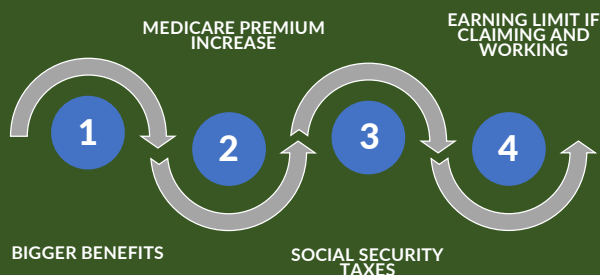 MEDICARE PREMIUM
INCREASE
EARNING LIMIT IF
CLAIMING AND
WORKING
1
2
3
4
BIGGER BENEFITS
SOCIAL SECURITY
TAXES